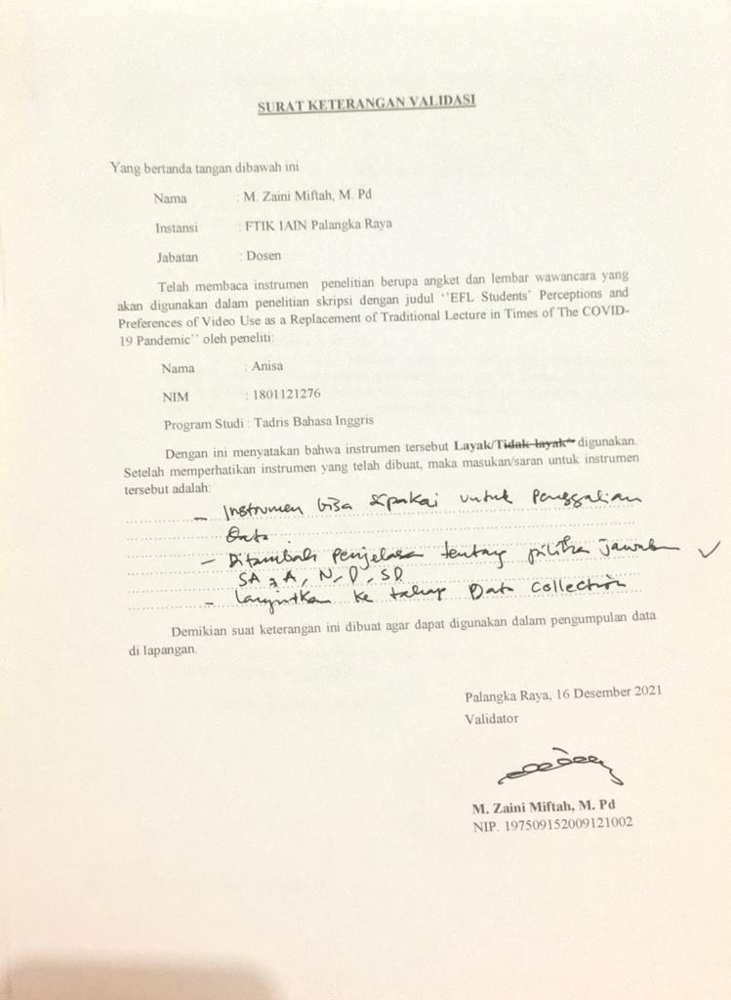 SURAT KETERANGAN VALIDASI
Yang bertanda tangan dibawah ini
Nama : M. Zaini Miftah, M. Pd
Instansi : FTIK IAIN Palangka Raya
Jabatan : Dosen
Telah membaca instrumen penelitian berupa angket dan lembar wawancara yang
akan digunakan dalam penelitian skripsi dengan judul ‘‘EFL Students’ Perceptions and
Preferences of Video Use as a Replacement of Traditional Lecture in Times of The COVID-
19 Pandemic’’ oleh peneliti:
Nama : Anisa
NIM : 1801121276
Program Studi : Tadris Bahasa Inggris
Dengan ini menyatakan bahwa instrumen tersebut Layak/Tidak layak* digunakan.
Setelah memperhatikan instrumen yang telah dibuat, maka masukan/saran untuk instrumen
tersebut adalah:
- Instrumen bisa dipakai untuk Penggalian
Data.
- Ditambah Penjelasan tentang pilihan jawaban ✓
SA, A, N, D, SD
- Lanjutkan ke tahap Data Collection
Demikian suat keterangan ini dibuat agar dapat digunakan dalam pengumpulan data
di lapangan.
Palangka Raya, 16 Desember 2021
Validator
M. Zaini Miftah, M. Pd
NIP. 197509152009121002